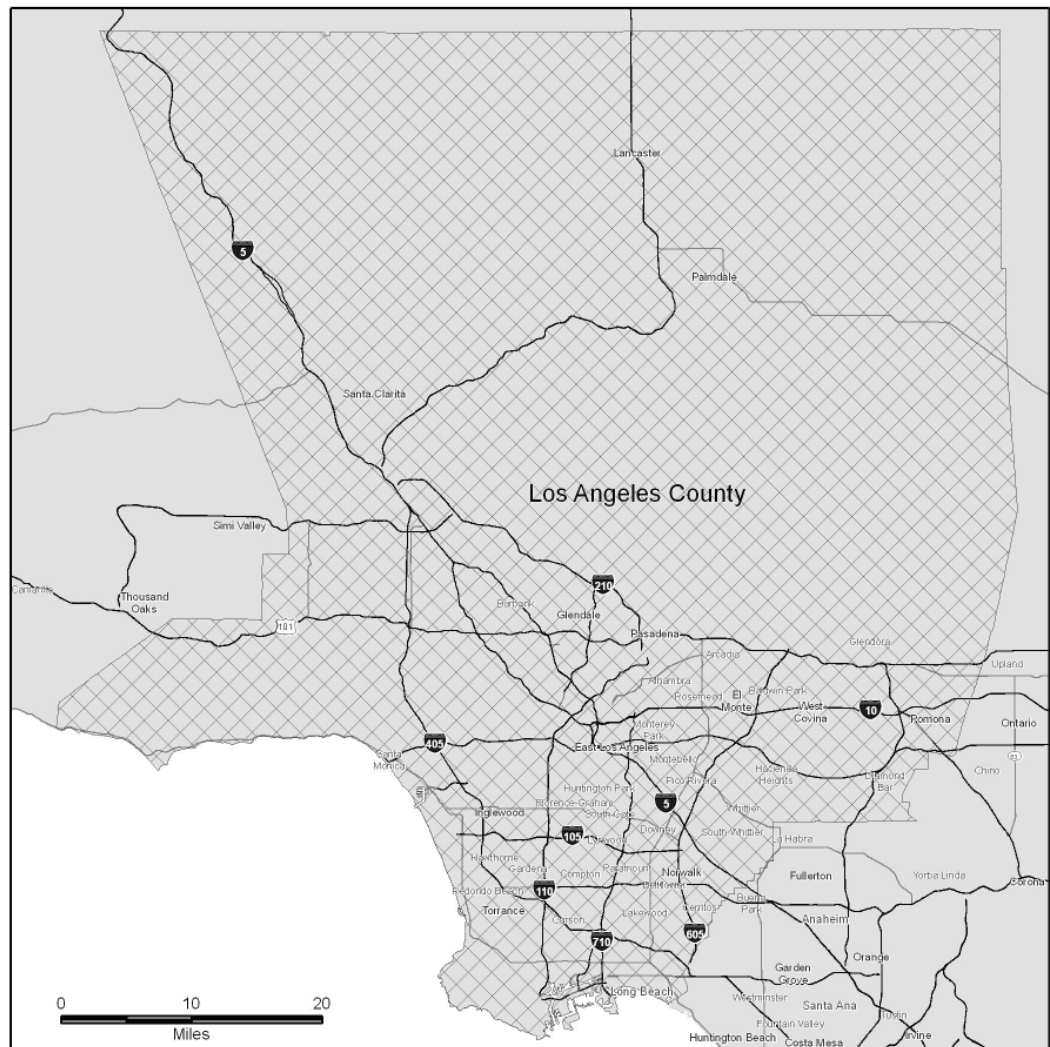 Lancaster
5
Palmdale
Santa Clarita
Los Angeles County
Simi Valley
210
Camarillo
Thousand
Oaks
Burbank
Glendale
101
Pasadena
Glendora
Arcadia
Upland
Alhambra
Rosemead
El
Monte
Baldwin Park
West
Covina
10
Pomona
Ontario
Monterey
Park
405
East Los Angeles
Santa
Monica
Montebello
Hacienda
Heights
Diamond
Bar
Chino
Pico Rivera
Huntington Park
Florence-Graham
South Gate
5
Whittier
Inglewood
105
Lynwood
Downey
South Whittier
La Habra
Hawthorne
Gardena
Compton
Paramount
Norwalk
Fullerton
Yorba Linda
Corona
Redondo Beach
110
Bellflower
Buena
Park
Torrance
Carson
Lakewood
Cerritos
Anaheim
710
605
Orange
Garden
Grove
Long Beach
Westminster
Santa Ana
Fountain Valley
Tustin
Huntington Beach
Costa Mesa
Irvine
0 10 20
Miles